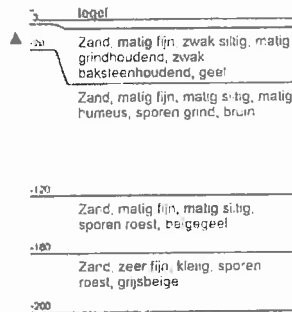 tegel
Zand, matig fijn, zwak siltig, matig
grindhoudend, zwak
baksteenhoudend, geel
Zand, matig fijn, matig siltig, matig
humeus, sporen grind, bruin
-120
Zand, matig fijn, matig siltig,
sporen roest, beigegeel
-180
Zand, zeer fijn, kleiig, sporen
roest, grijsbeige
-200